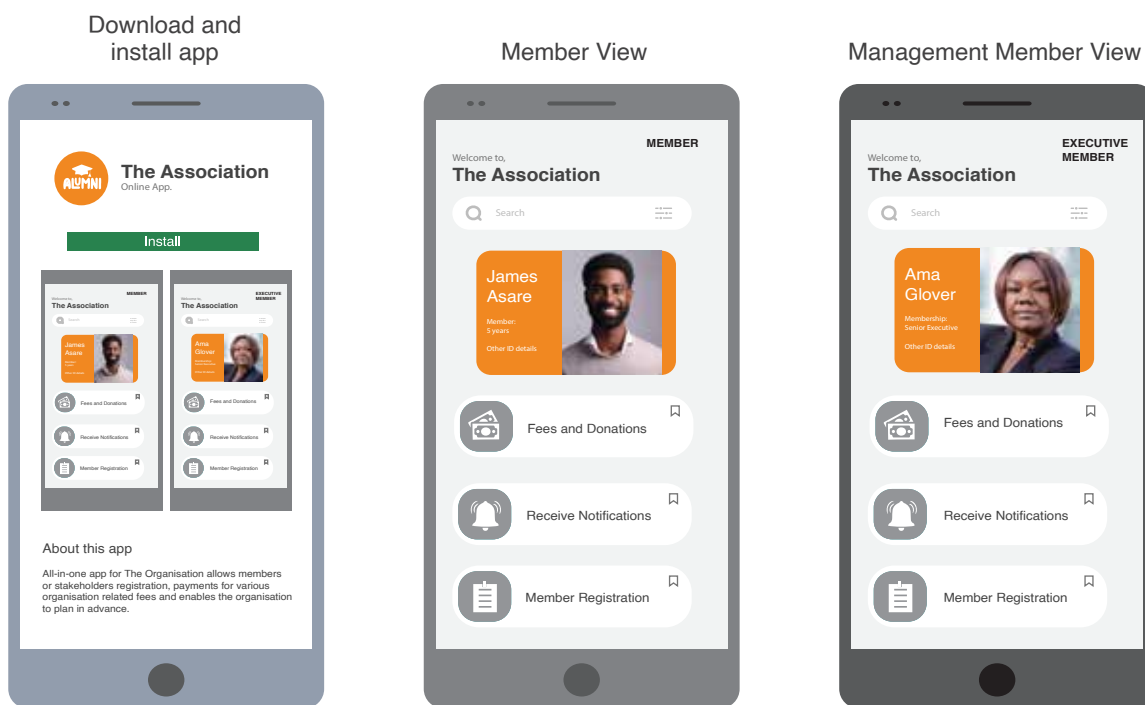 Download and
install app
ALUMNI
The Association
Online App.
Install
MEMBER
Welcome to,
The Association
Search
James
Asare
Fees and Donations
Receive Notifications
Member Registration
EXECUTIVE
MEMBER
Welcome to,
The Association
Search
Ama
Glover
Fees and Donations
Receive Notifications
Member Registration
About this app
All-in-one app for The Organisation allows members
or stakeholders registration, payments for various
organisation related fees and enables the organisation
to plan in advance.
Member View
MEMBER
Welcome to,
The Association
Search
James
Asare
Member:
5 years
Other ID details
Fees and Donations
Receive Notifications
Member Registration
Management Member View
EXECUTIVE
MEMBER
Welcome to,
The Association
Search
Ama
Glover
Membership:
Senior Executive
Other ID details
Fees and Donations
Receive Notifications
Member Registration